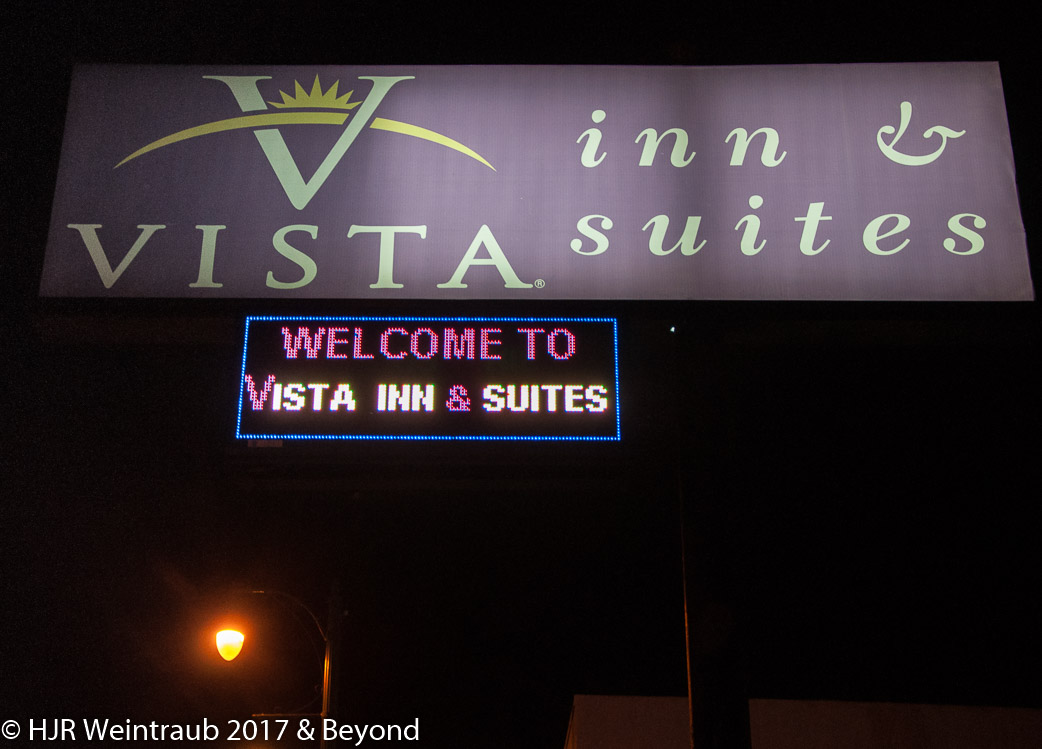 V
VISTA®
inn &
suites
WELCOME TO
VISTA INN & SUITES
© HJR Weintraub 2017 & Beyond